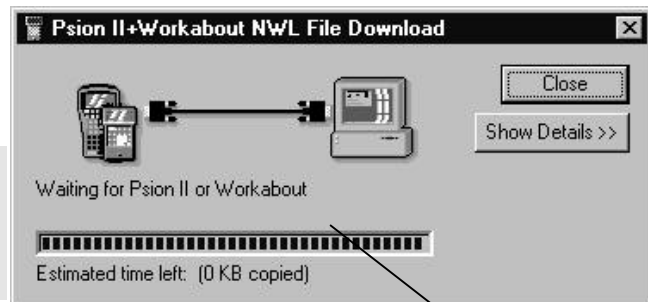 Psion II+Workabout NWL File Download
Close
Show Details >>
Waiting for Psion II or Workabout
Estimated time left: (0 KB copied)